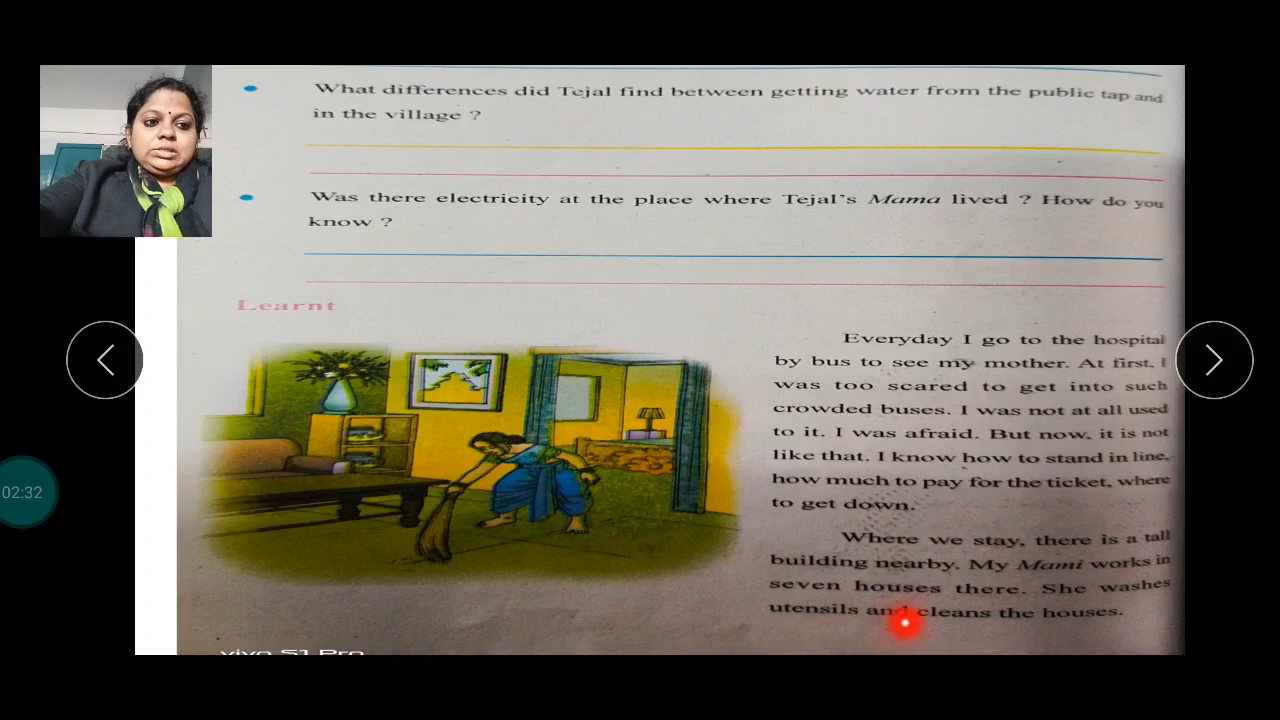 What differences did Tejal find between getting water from the public tap and
in the village ?
Was there electricity at the place where Tejal's Mama lived ? How do you
know ?
Learnt
Everyday I go to the hospital
by bus to see my mother. At first, I
was too scared to get into such
crowded buses. I was not at all used
to it. I was afraid. But now, it is not
like that. I know how to stand in line,
how much to pay for the ticket, where
to get down.
Where we stay, there is a tall
building nearby. My Mami works in
seven houses there. She washes
utensils and cleans the houses.
vivo S1 Pro
02:32